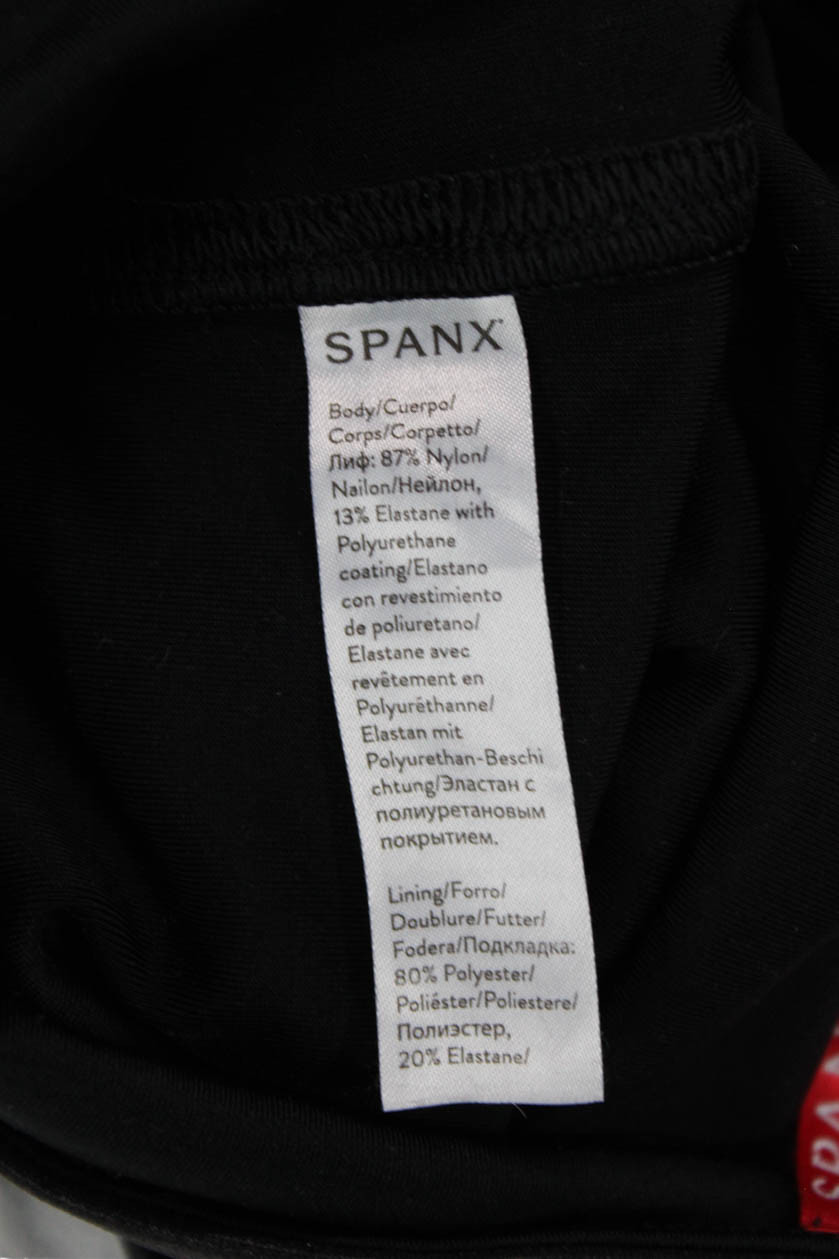 SPANX
Body/Cuerpo/
Corps/Corpetto/
Лиф: 87% Nylon/
Nailon/Нейлон,
13% Elastane with
Polyurethane
coating/Elastano
con revestimiento
de poliuretano/
Elastane avec
revêtement en
Polyuréthanne/
Elastan mit
Polyurethan-Beschi
chtung/Эластан с
полиуретановым
покрытием.
Lining/Forro/
Doublure/Futter/
Fodera/Подкладка:
80% Polyester/
Poliéster/Poliestere/
Полиэстер,
20% Elastane/
SPAN